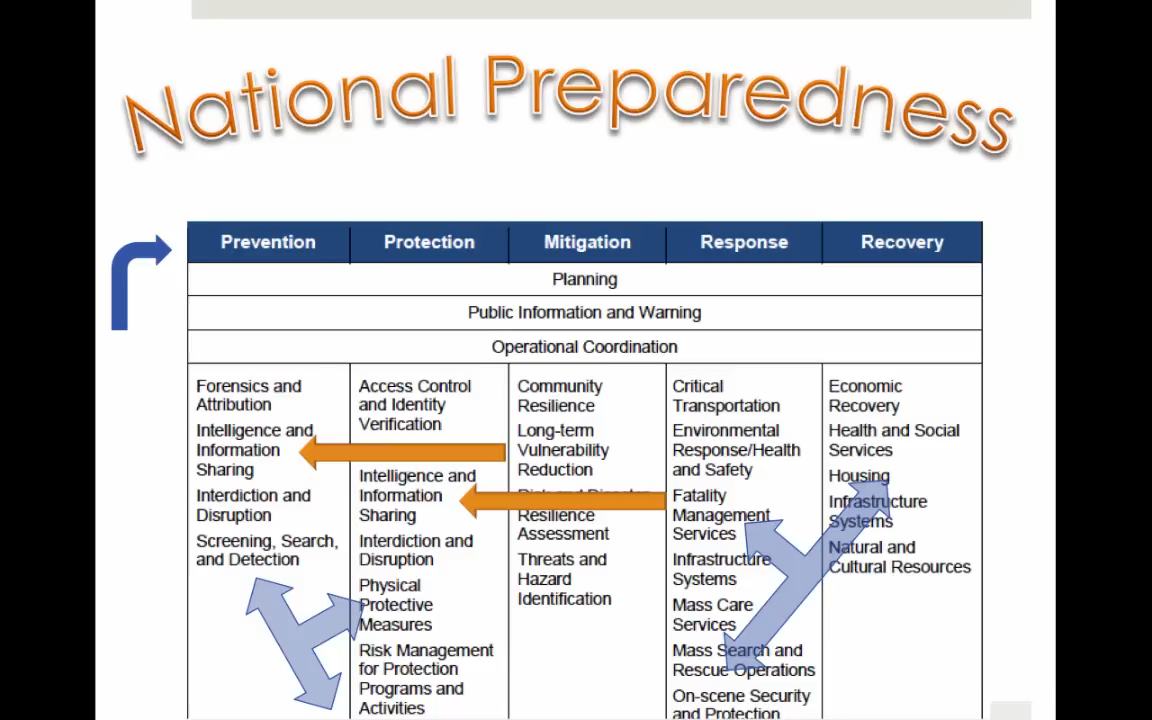 National Preparedness
Prevention Protection Mitigation Response Recovery
Planning
Public Information and Warning
Operational Coordination
Forensics and
Attribution
Intelligence and
Information
Sharing
Interdiction and
Disruption
Screening, Search,
and Detection
Access Control
and Identity
Verification
Intelligence and
Information
Sharing
Interdiction and
Disruption
Physical
Protective
Measures
Risk Management
for Protection
Programs and
Activities
Community
Resilience
Long-term
Vulnerability
Reduction
Resilience
Assessment
Threats and
Hazard
Identification
Critical
Transportation
Environmental
Response/Health
and Safety
Fatality
Management
Services
Infrastructure
Systems
Mass Care
Services
Mass Search and
Rescue Operations
On-scene Security
and Protection
Economic
Recovery
Health and Social
Services
Housing
Infrastructure
Systems
Natural and
Cultural Resources